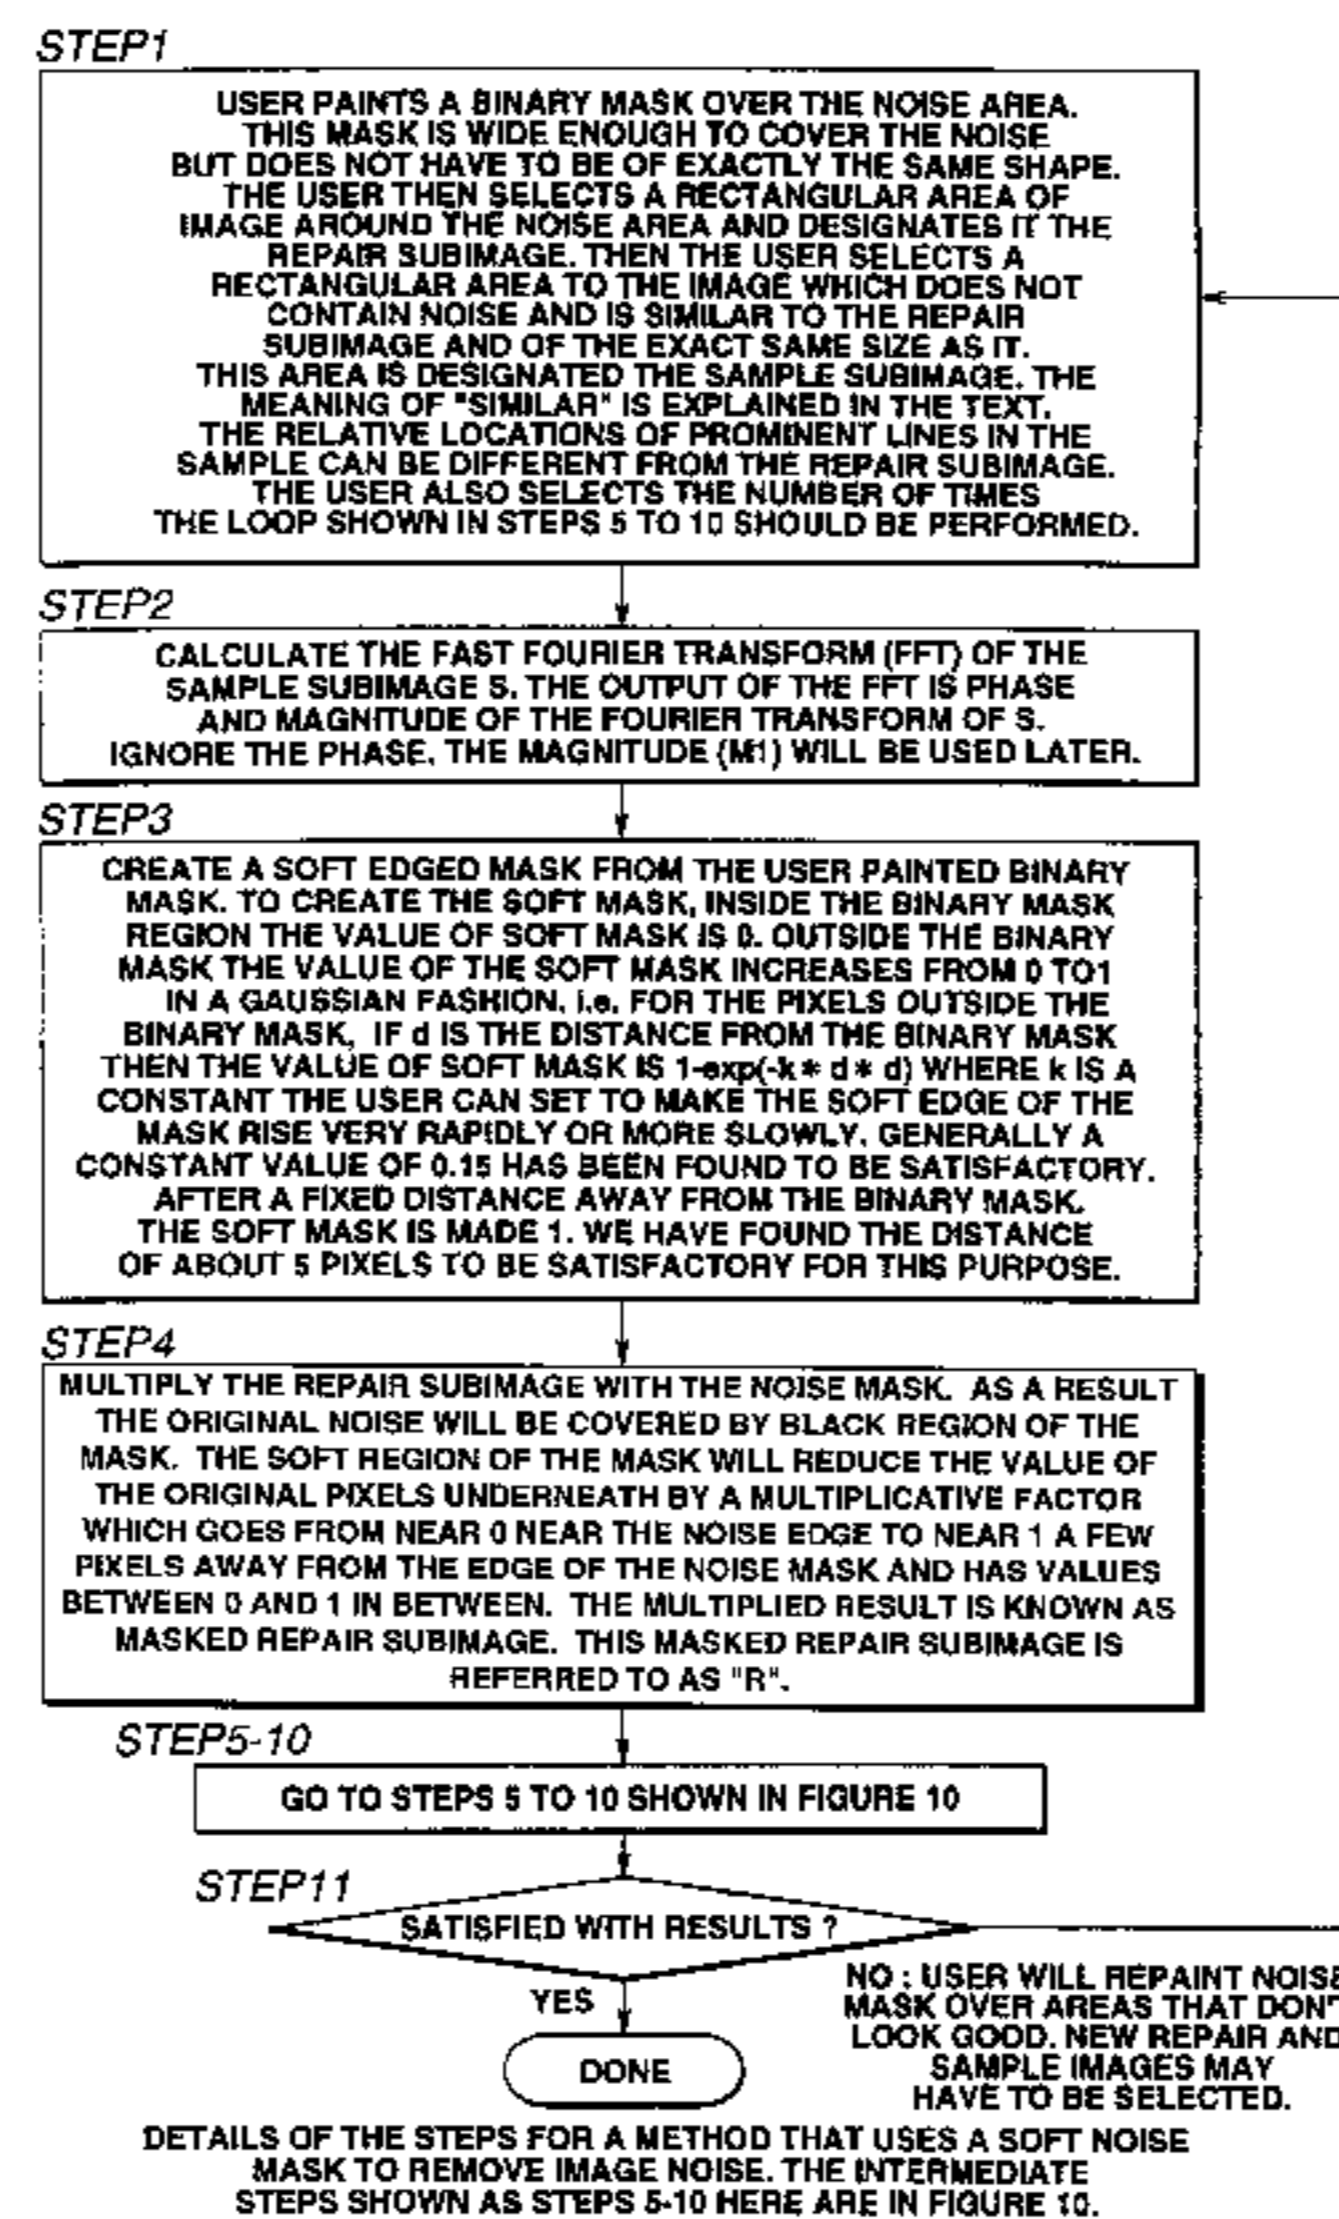 STEP1
USER PAINTS A BINARY MASK OVER THE NOISE AREA.
THIS MASK IS WIDE ENOUGH TO COVER THE NOISE
BUT DOES NOT HAVE TO BE OF EXACTLY THE SAME SHAPE.
THE USER THEN SELECTS A RECTANGULAR AREA OF
IMAGE AROUND THE NOISE AREA AND DESIGNATES IT THE
REPAIR SUBIMAGE. THEN THE USER SELECTS A
RECTANGULAR AREA TO THE IMAGE WHICH DOES NOT
CONTAIN NOISE AND IS SIMILAR TO THE REPAIR
SUBIMAGE AND OF THE EXACT SAME SIZE AS IT.
THIS AREA IS DESIGNATED THE SAMPLE SUBIMAGE. THE
MEANING OF "SIMILAR" IS EXPLAINED IN THE TEXT.
THE RELATIVE LOCATIONS OF PROMINENT LINES IN THE
SAMPLE CAN BE DIFFERENT FROM THE REPAIR SUBIMAGE.
THE USER ALSO SELECTS THE NUMBER OF TIMES
THE LOOP SHOWN IN STEPS 5 TO 10 SHOULD BE PERFORMED.
STEP2
CALCULATE THE FAST FOURIER TRANSFORM (FFT) OF THE
SAMPLE SUBIMAGE S. THE OUTPUT OF THE FFT IS PHASE
AND MAGNITUDE OF THE FOURIER TRANSFORM OF S.
IGNORE THE PHASE. THE MAGNITUDE (M1) WILL BE USED LATER.
STEP3
CREATE A SOFT EDGED MASK FROM THE USER PAINTED BINARY
MASK. TO CREATE THE SOFT MASK, INSIDE THE BINARY MASK
REGION THE VALUE OF SOFT MASK IS 0. OUTSIDE THE BINARY
MASK THE VALUE OF THE SOFT MASK INCREASES FROM 0 TO1
IN A GAUSSIAN FASHION. i.e. FOR THE PIXELS OUTSIDE THE
BINARY MASK, IF d IS THE DISTANCE FROM THE BINARY MASK
THEN THE VALUE OF SOFT MASK IS 1-exp(-k * d * d) WHERE k IS A
CONSTANT THE USER CAN SET TO MAKE THE SOFT EDGE OF THE
MASK RISE VERY RAPIDLY OR MORE SLOWLY. GENERALLY A
CONSTANT VALUE OF 0.15 HAS BEEN FOUND TO BE SATISFACTORY.
AFTER A FIXED DISTANCE AWAY FROM THE BINARY MASK.
THE SOFT MASK IS MADE 1. WE HAVE FOUND THE DISTANCE
OF ABOUT 5 PIXELS TO BE SATISFACTORY FOR THIS PURPOSE.
STEP4
MULTIPLY THE REPAIR SUBIMAGE WITH THE NOISE MASK. AS A RESULT
THE ORIGINAL NOISE WILL BE COVERED BY BLACK REGION OF THE
MASK. THE SOFT REGION OF THE MASK WILL REDUCE THE VALUE OF
THE ORIGINAL PIXELS UNDERNEATH BY A MULTIPLICATIVE FACTOR
WHICH GOES FROM NEAR 0 NEAR THE NOISE EDGE TO NEAR 1 A FEW
PIXELS AWAY FROM THE EDGE OF THE NOISE MASK AND HAS VALUES
BETWEEN 0 AND 1 IN BETWEEN. THE MULTIPLIED RESULT IS KNOWN AS
MASKED REPAIR SUBIMAGE. THIS MASKED REPAIR SUBIMAGE IS
REFERRED TO AS "R".
STEP5-10
GO TO STEPS 5 TO 10 SHOWN IN FIGURE 10
STEP11
SATISFIED WITH RESULTS ?
YES
DONE
NO : USER WILL REPAINT NOISE
MASK OVER AREAS THAT DON'T
LOOK GOOD. NEW REPAIR AND
SAMPLE IMAGES MAY
HAVE TO BE SELECTED.
DETAILS OF THE STEPS FOR A METHOD THAT USES A SOFT NOISE
MASK TO REMOVE IMAGE NOISE. THE INTERMEDIATE
STEPS SHOWN AS STEPS 5-10 HERE ARE IN FIGURE 10.